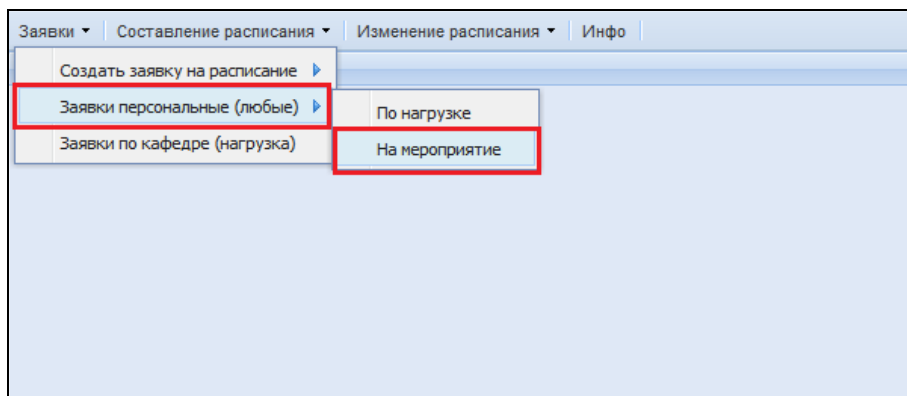 Заявки Составление расписания Изменение расписания Инфо
Создать заявку на расписание
Заявки персональные (любые)
По нагрузке
Заявки по кафедре (нагрузка)
На мероприятие